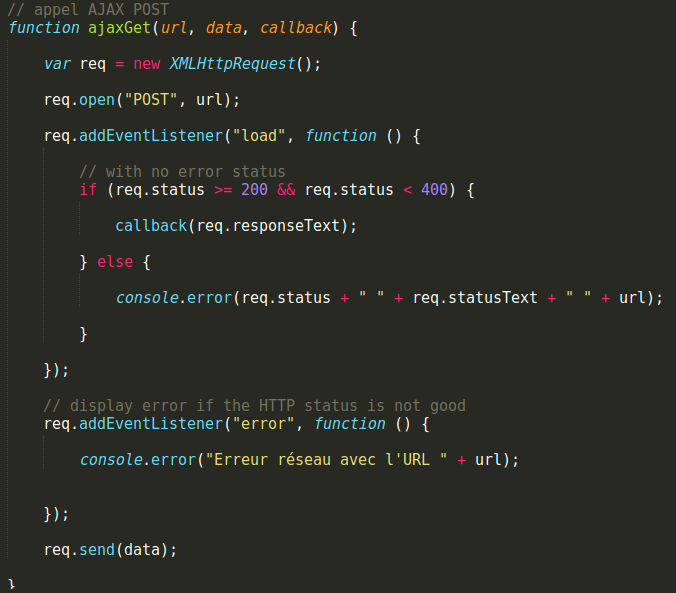 // appel AJAX POST
function ajaxGet(url, data, callback) {
var req = new XMLHttpRequest();
req.open("POST", url);
req.addEventListener("load", function () {
// with no error status
if (req.status >= 200 && req.status < 400) {
callback(req.responseText);
} else {
console.error(req.status + " " + req.statusText + " " + url);
}
});
// display error if the HTTP status is not good
req.addEventListener("error", function () {
console.error("Erreur réseau avec l'URL " + url);
});
req.send(data);
}